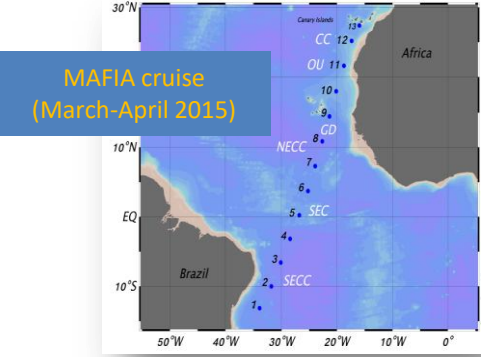 MAFIA cruise
(March-April 2015)
30°N
Canary Islands
13
CC 12
Africa
OU 11
10
9
GD
10°N
8
NECC
7
6
EQ
5 SEC
4
3
Brazil
2 SECC
10°S
1
50°W 40°W 30°W 20°W 10°W 0°